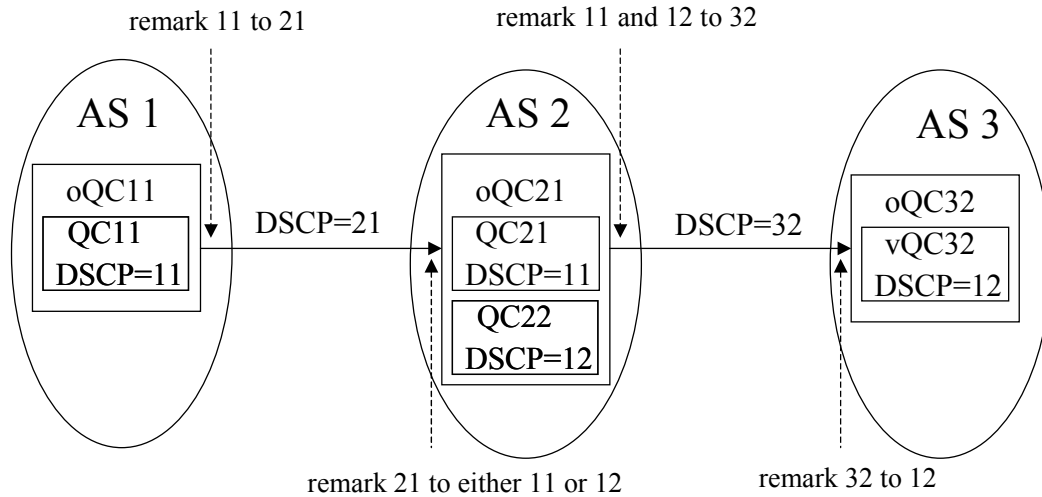 remark 11 to 21
remark 11 and 12 to 32
AS 1
AS 2
AS 3
oQC11
QC11
DSCP=11
DSCP=21
oQC21
QC21
DSCP=11
QC22
DSCP=12
DSCP=32
oQC32
vQC32
DSCP=12
remark 21 to either 11 or 12
remark 32 to 12